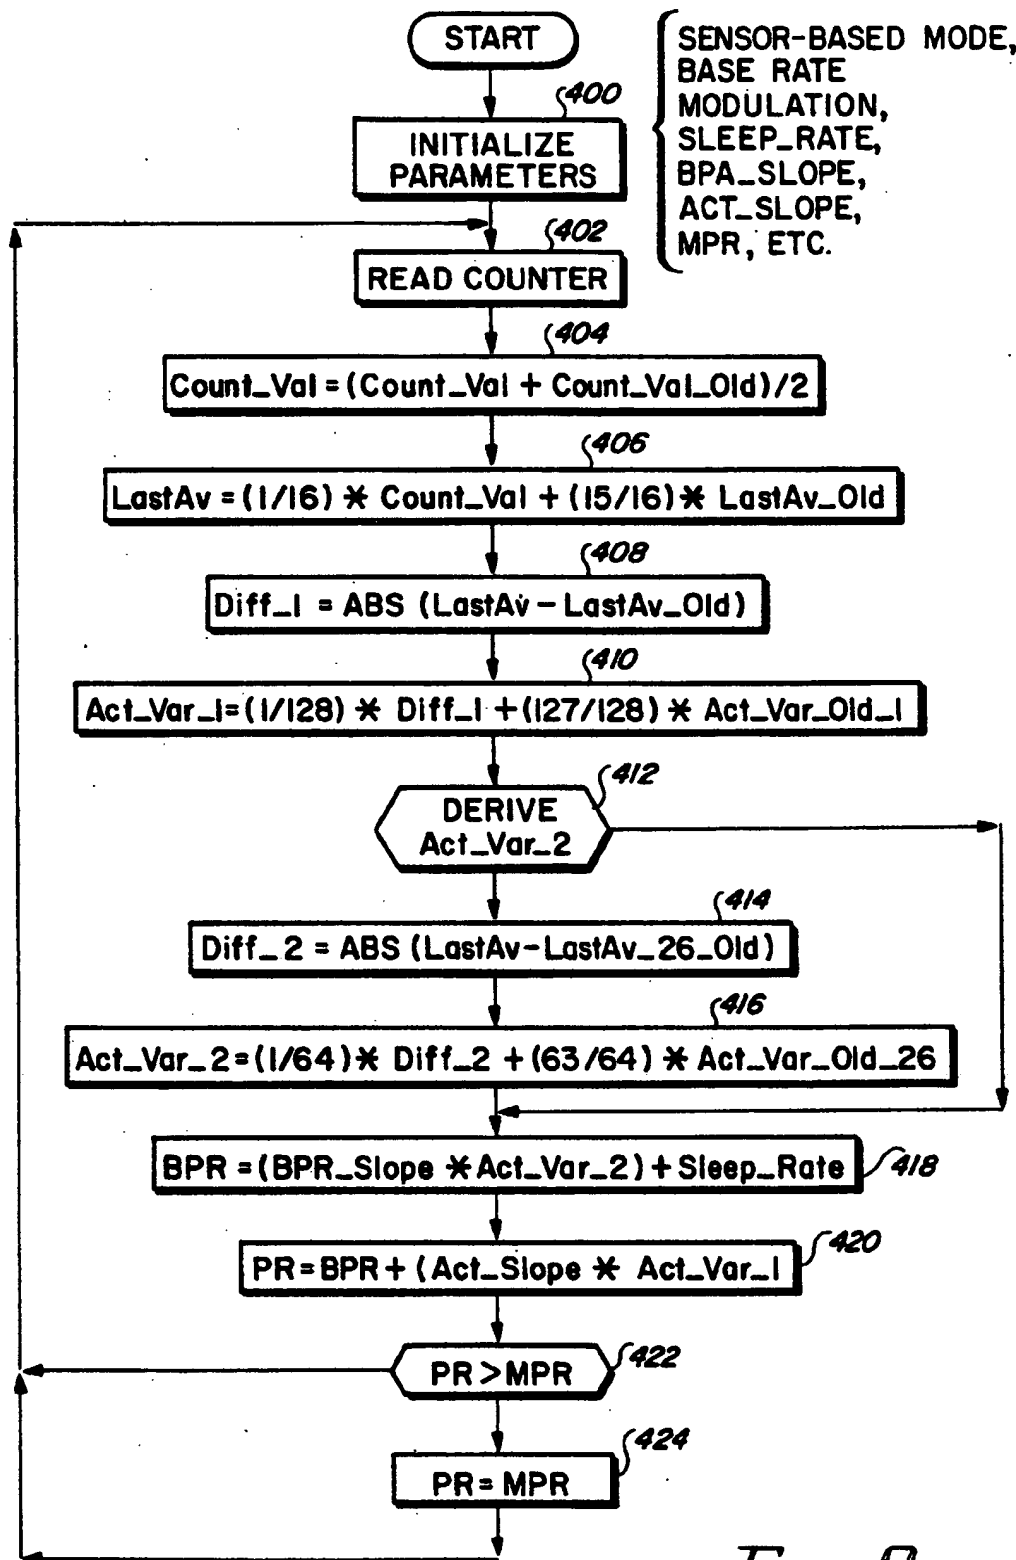 START
SENSOR-BASED MODE,
BASE RATE
MODULATION,
SLEEP_RATE,
BPA_SLOPE,
ACT_SLOPE,
MPR, ETC.
400
INITIALIZE
PARAMETERS
402
READ COUNTER
404
Count_Val = (Count_Val + Count_Val_Old)/2
406
LastAv = (1/16) * Count_Val + (15/16) * LastAv_Old
408
Diff_1 = ABS (LastAv - LastAv_Old)
410
Act_Var_1=(1/128) * Diff_1 +(127/128) * Act_Var_Old_1
412
DERIVE
Act_Var_2
414
Diff_2 = ABS (LastAv-LastAv_26_Old)
416
Act_Var_2=(1/64)* Diff_2 +(63/64) * Act_Var_Old_26
BPR =(BPR_Slope *Act_Var_2) + Sleep_Rate
418
420
PR=BPR+ (Act_Slope * Act_Var_1
PR>MPR
422
424
PR= MPR